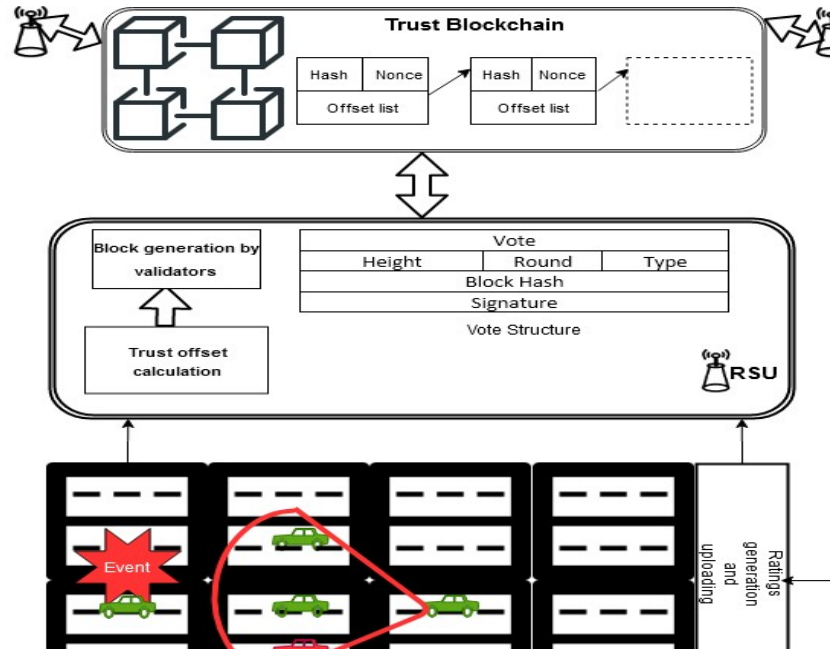 Trust Blockchain
Hash Nonce
Offset list
Hash Nonce
Offset list
Block generation by
validators
Trust offset
calculation
Vote
Height Round Type
Block Hash
Signature
Vote Structure
RSU
Event
Ratings
generation
and
uploading